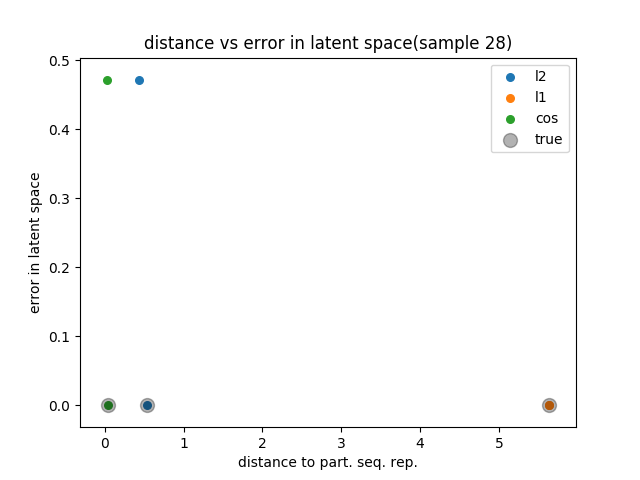 distance vs error in latent space(sample 28)
error in latent space
0.5
0.4
0.3
0.2
0.1
0.0
l2
l1
cos
true
0 1 2 3 4 5
distance to part. seq. rep.